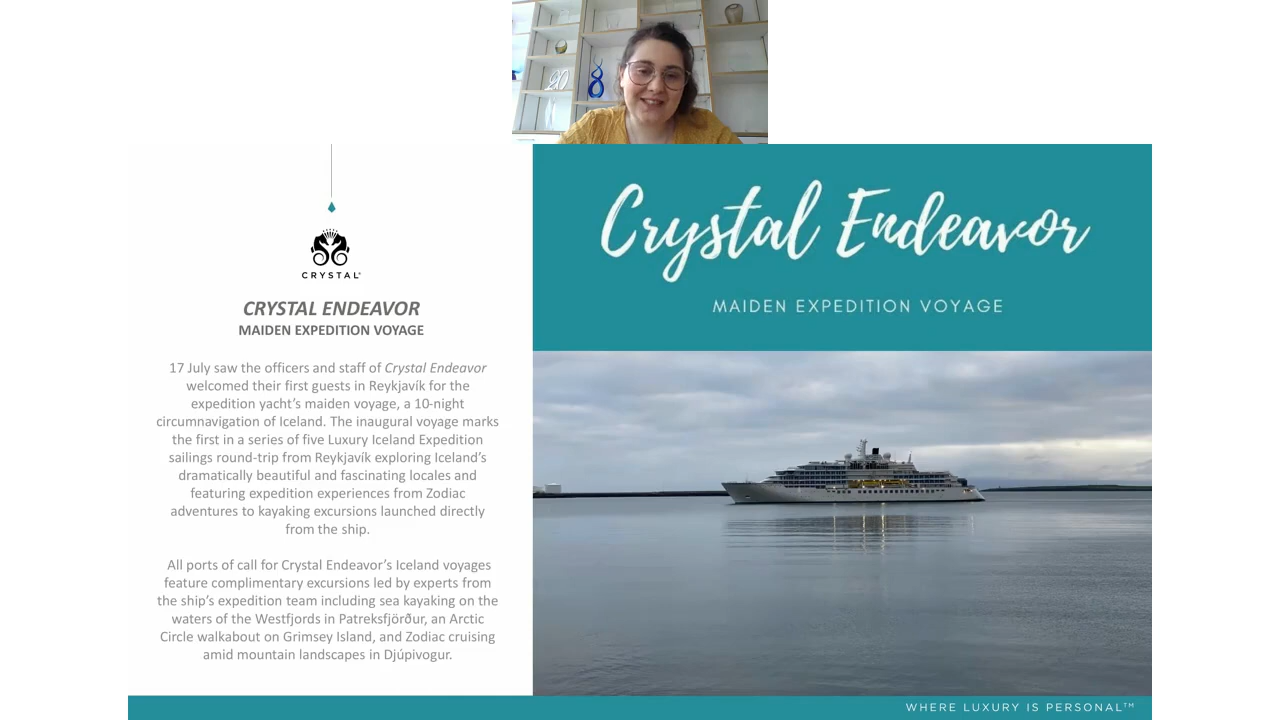 CRYSTAL
CRYSTAL ENDEAVOR
MAIDEN EXPEDITION VOYAGE
17 July saw the officers and staff of Crystal Endeavor
welcomed their first guests in Reykjavík for the
expedition yacht’s maiden voyage, a 10-night
circumnavigation of Iceland. The inaugural voyage marks
the first in a series of five Luxury Iceland Expedition
sailings round-trip from Reykjavík exploring Iceland’s
dramatically beautiful and fascinating locales and
featuring expedition experiences from Zodiac
adventures to kayaking excursions launched directly
from the ship.
All ports of call for Crystal Endeavor’s Iceland voyages
feature complimentary excursions led by experts from
the ship’s expedition team including sea kayaking on the
waters of the Westfjords in Patreksfjörður, an Arctic
Circle walkabout on Grimsey Island, and Zodiac cruising
amid mountain landscapes in Djúpivogur.
Crystal Endeavor
MAIDEN EXPEDITION VOYAGE
WHERE LUXURY IS PERSONAL™